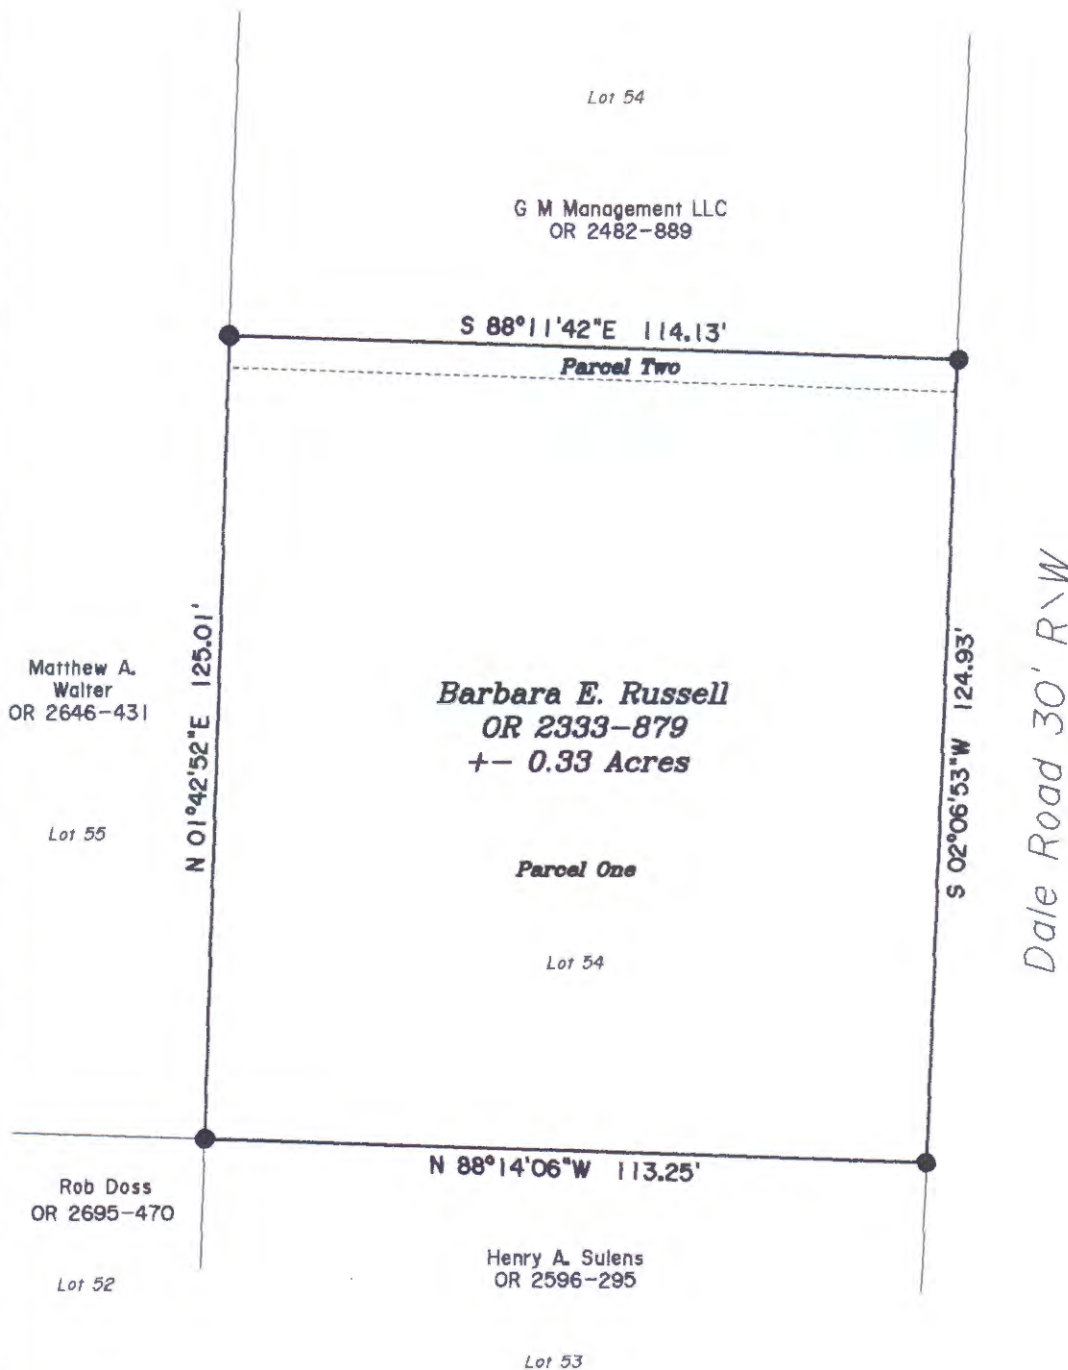 Lot 54
G M Management LLC
OR 2482-889
S 88°11'42"E 114.13'
Parcel Two
N 01°42'52"E 125.01'
S 02°06'53"W 124.93'
Dale Road 30' R\W
Matthew A.
Walter
OR 2646-431
Barbara E. Russell
OR 2333-879
+- 0.33 Acres
Lot 55
Parcel One
Lot 54
N 88°14'06"W 113.25'
Rob Doss
OR 2695-470
Henry A. Sulens
OR 2596-295
Lot 52
Lot 53